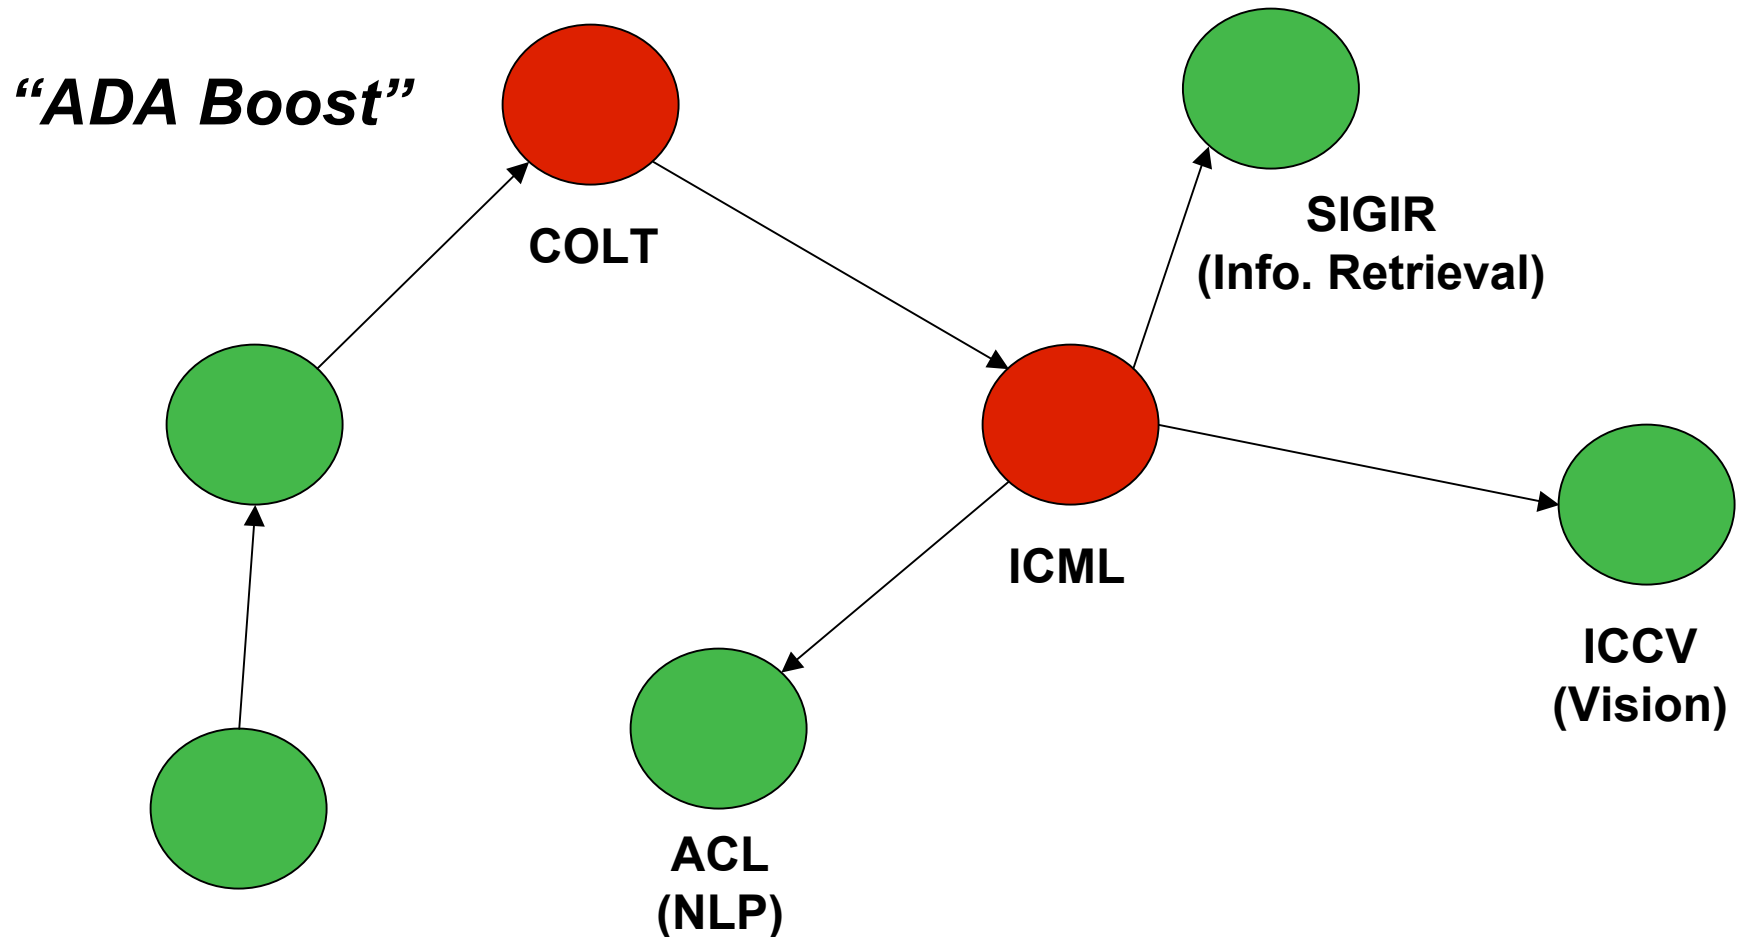 “ADA Boost”
COLT
SIGIR
(Info. Retrieval)
ICML
ICCV
(Vision)
ACL
(NLP)